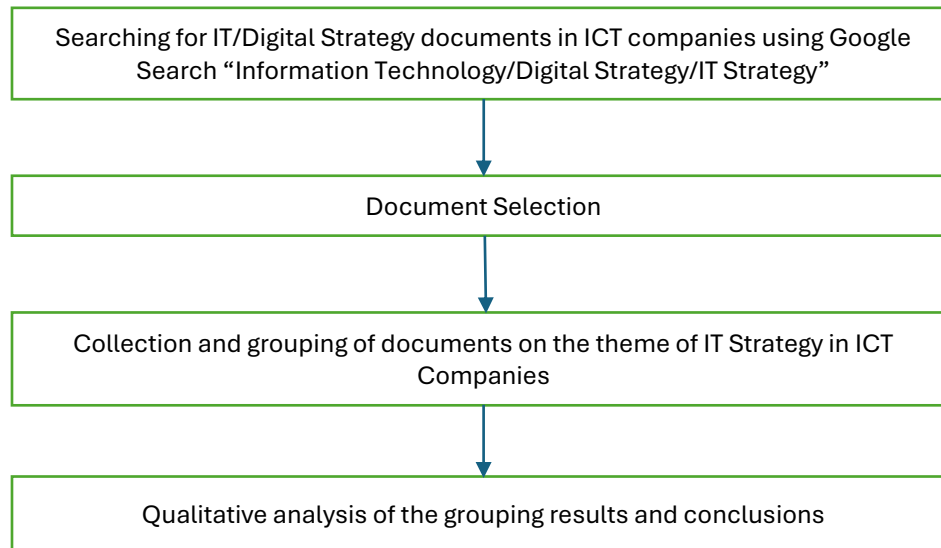 Searching for IT/Digital Strategy documents in ICT companies using Google
Search “Information Technology/Digital Strategy/IT Strategy”
Document Selection
Collection and grouping of documents on the theme of IT Strategy in ICT
Companies
Qualitative analysis of the grouping results and conclusions